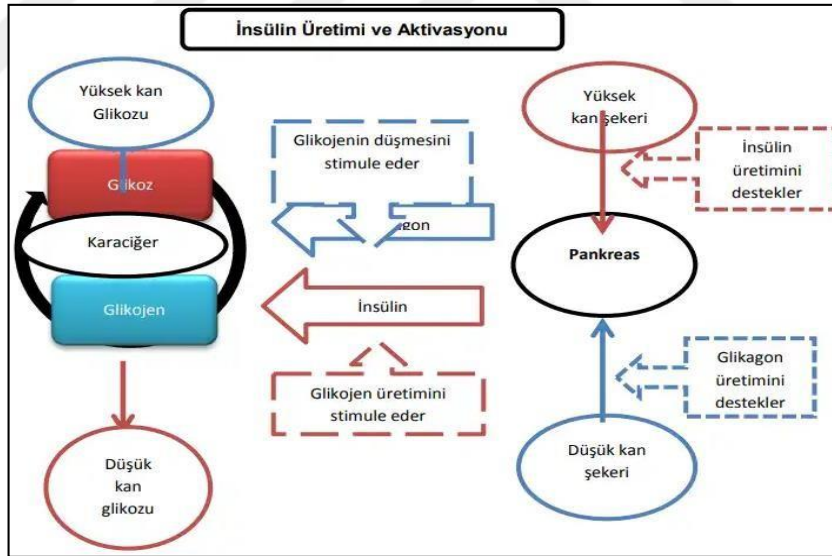 İnsülin Üretimi ve Aktivasyonu
Yüksek kan
Glikozu
Glikoz
Karaciğer
Glikojen
Düşük
kan
glikozu
Glikojenin düşmesini
stimule eder
İnsülin
Glikojen üretimini
stimule eder
Yüksek
kan şekeri
İnsülin
üretimini
destekler
Pankreas
Glikagon
üretimini
destekler
Düşük kan
şekeri